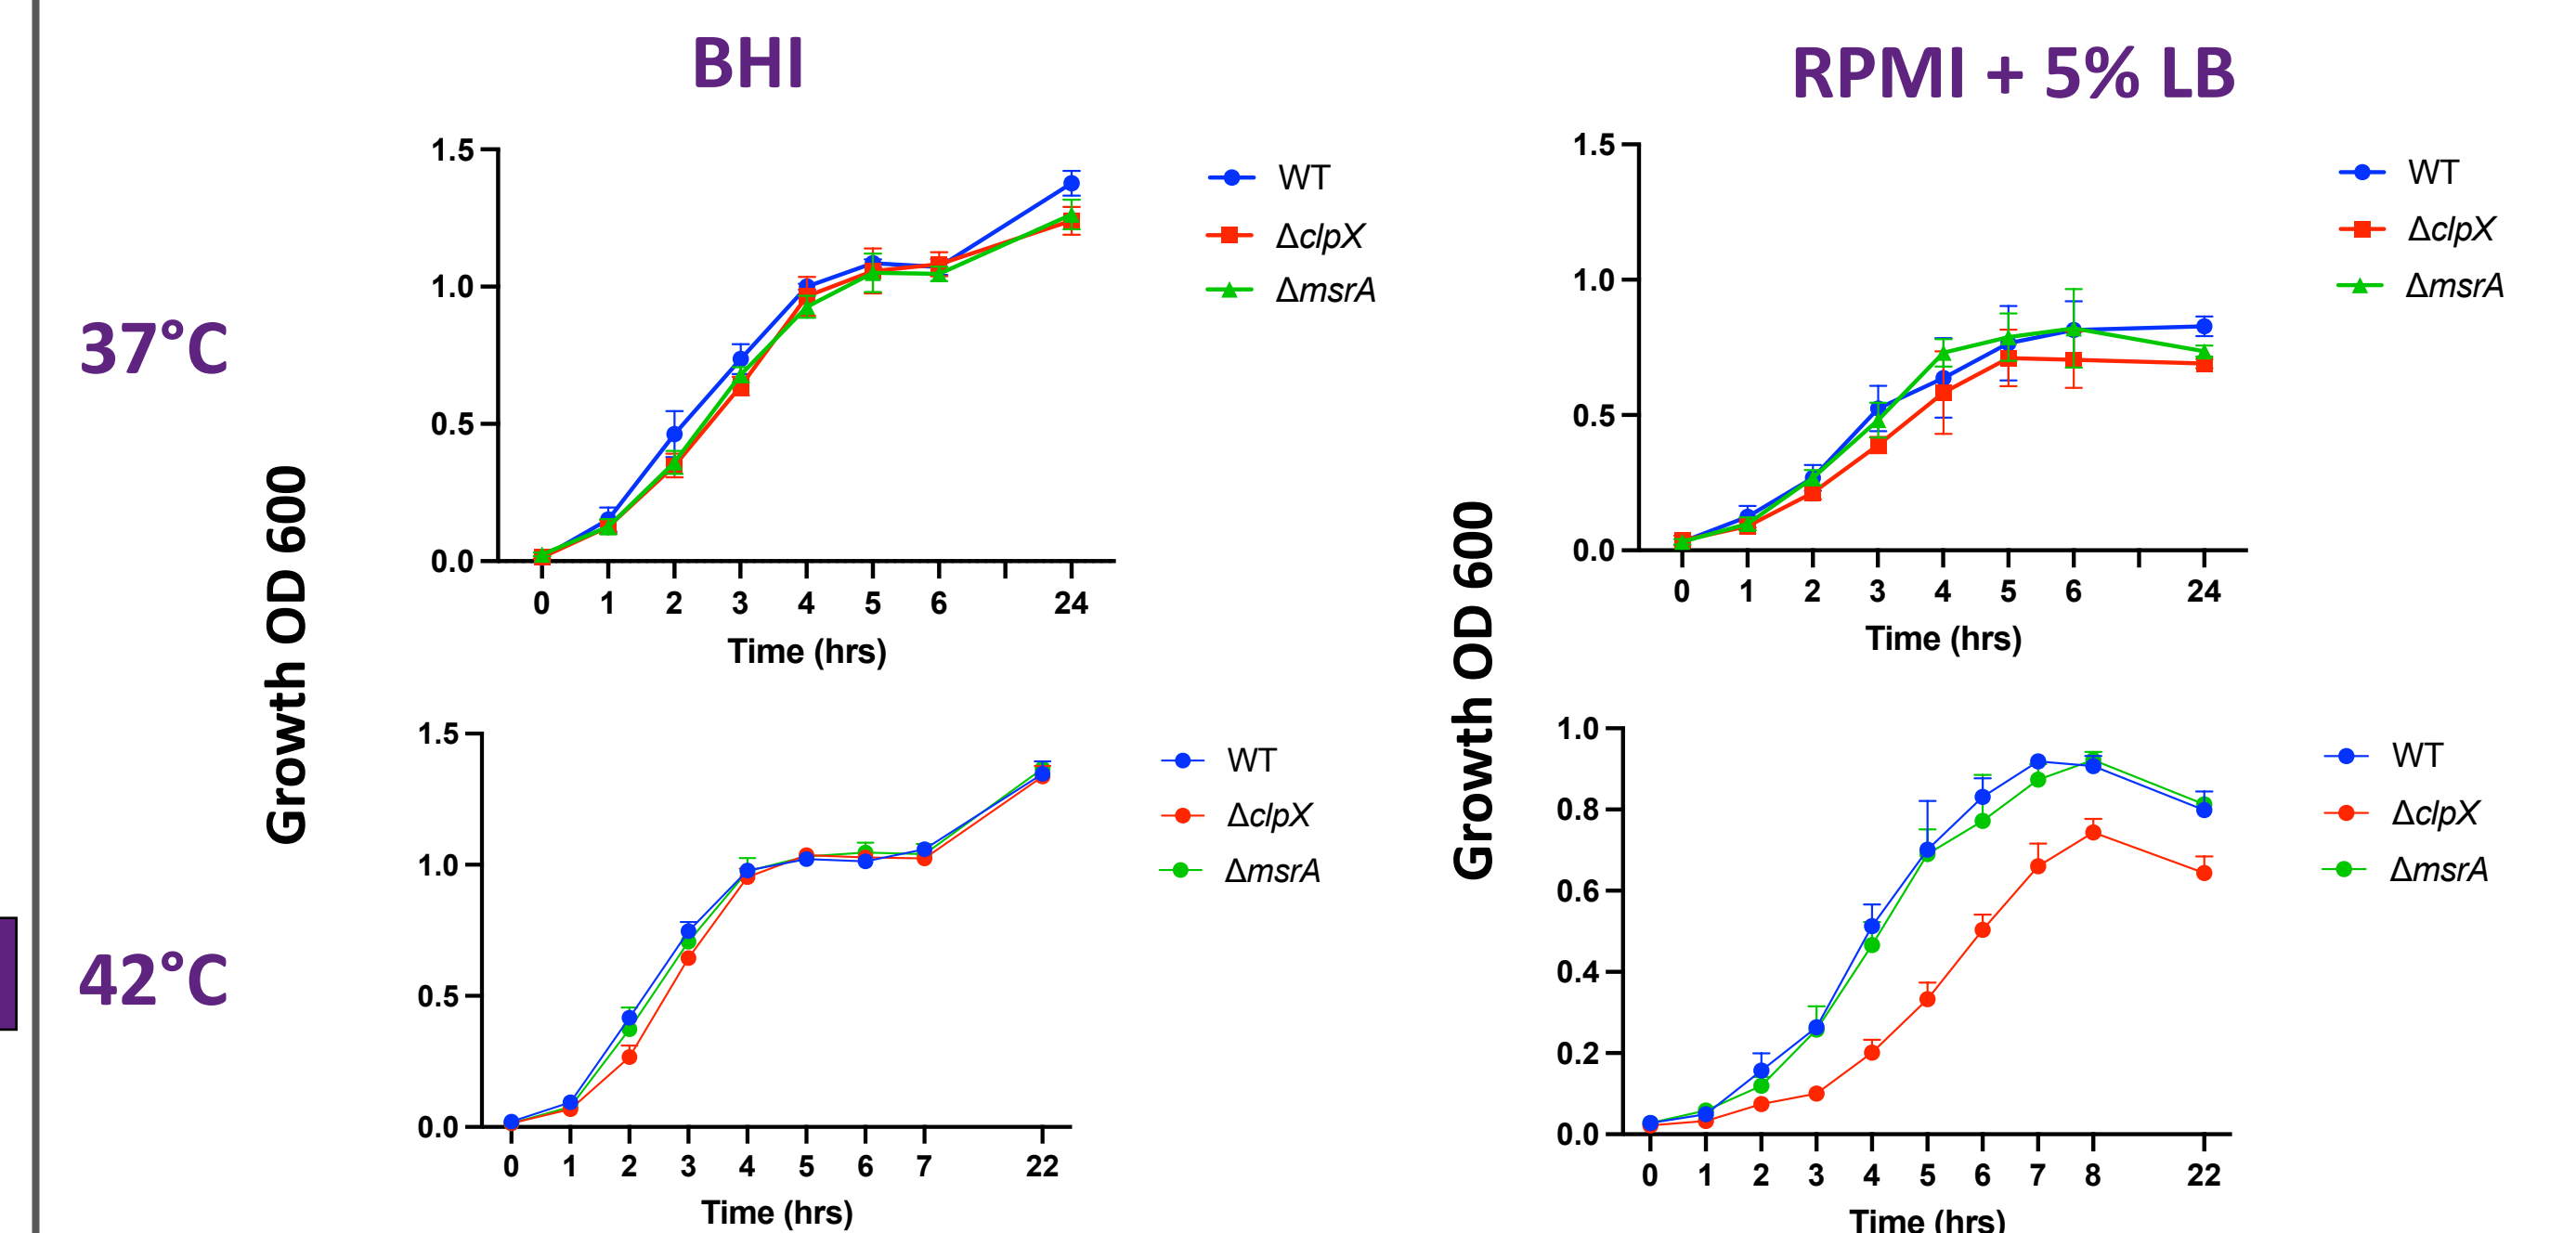 BHI
RPMI + 5% LB
37°C
42°C
Growth OD 600
1.5
1.0
0.5
0.0
0 1 2 3 4 5 6 24
Time (hrs)
WT
ΔclpX
ΔmsrA
Growth OD 600
1.5
1.0
0.5
0.0
0 1 2 3 4 5 6 24
Time (hrs)
WT
ΔclpX
ΔmsrA
1.5
1.0
0.5
0.0
0 1 2 3 4 5 6 7 22
Time (hrs)
WT
ΔclpX
ΔmsrA
1.0
0.8
0.6
0.4
0.2
0.0
0 1 2 3 4 5 6 7 8 22
Time (hrs)
WT
ΔclpX
ΔmsrA